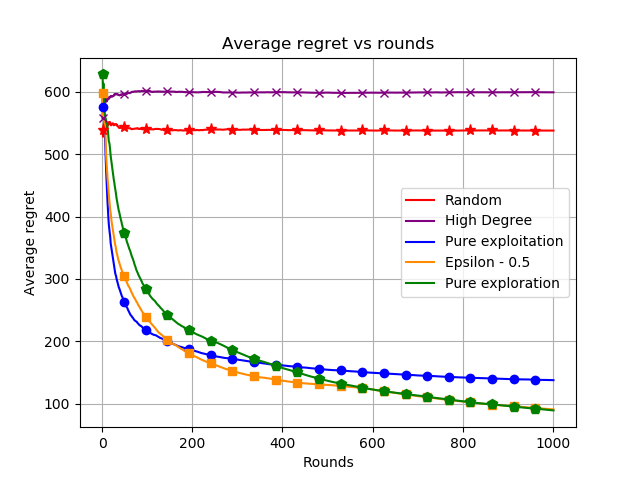 Average regret vs rounds
Average regret
600
500
400
300
200
100
Random
High Degree
Pure exploitation
Epsilon - 0.5
Pure exploration
0
200
400
600
800
1000
Rounds